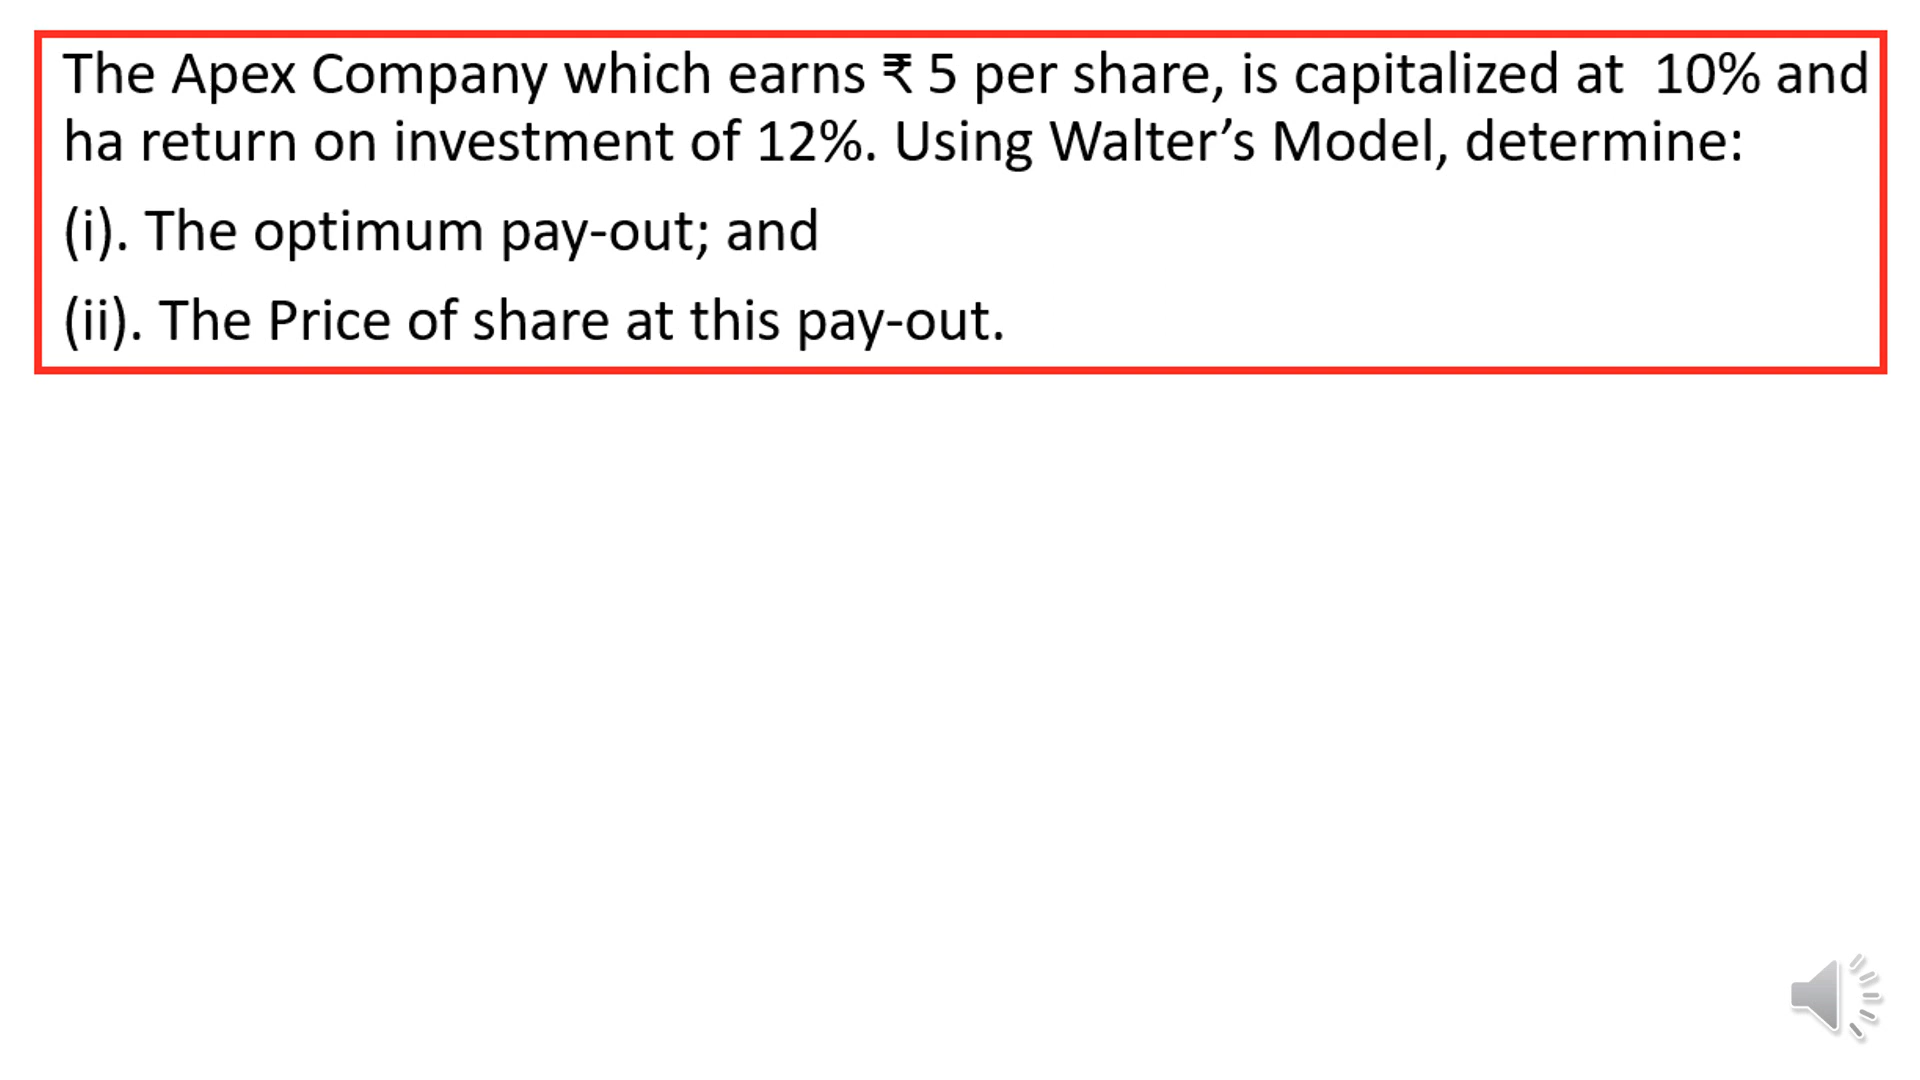 The Apex Company which earns ₹ 5 per share, is capitalized at  10% and
ha return on investment of 12%. Using Walter’s Model, determine:
(i). The optimum pay-out; and
(ii). The Price of share at this pay-out.